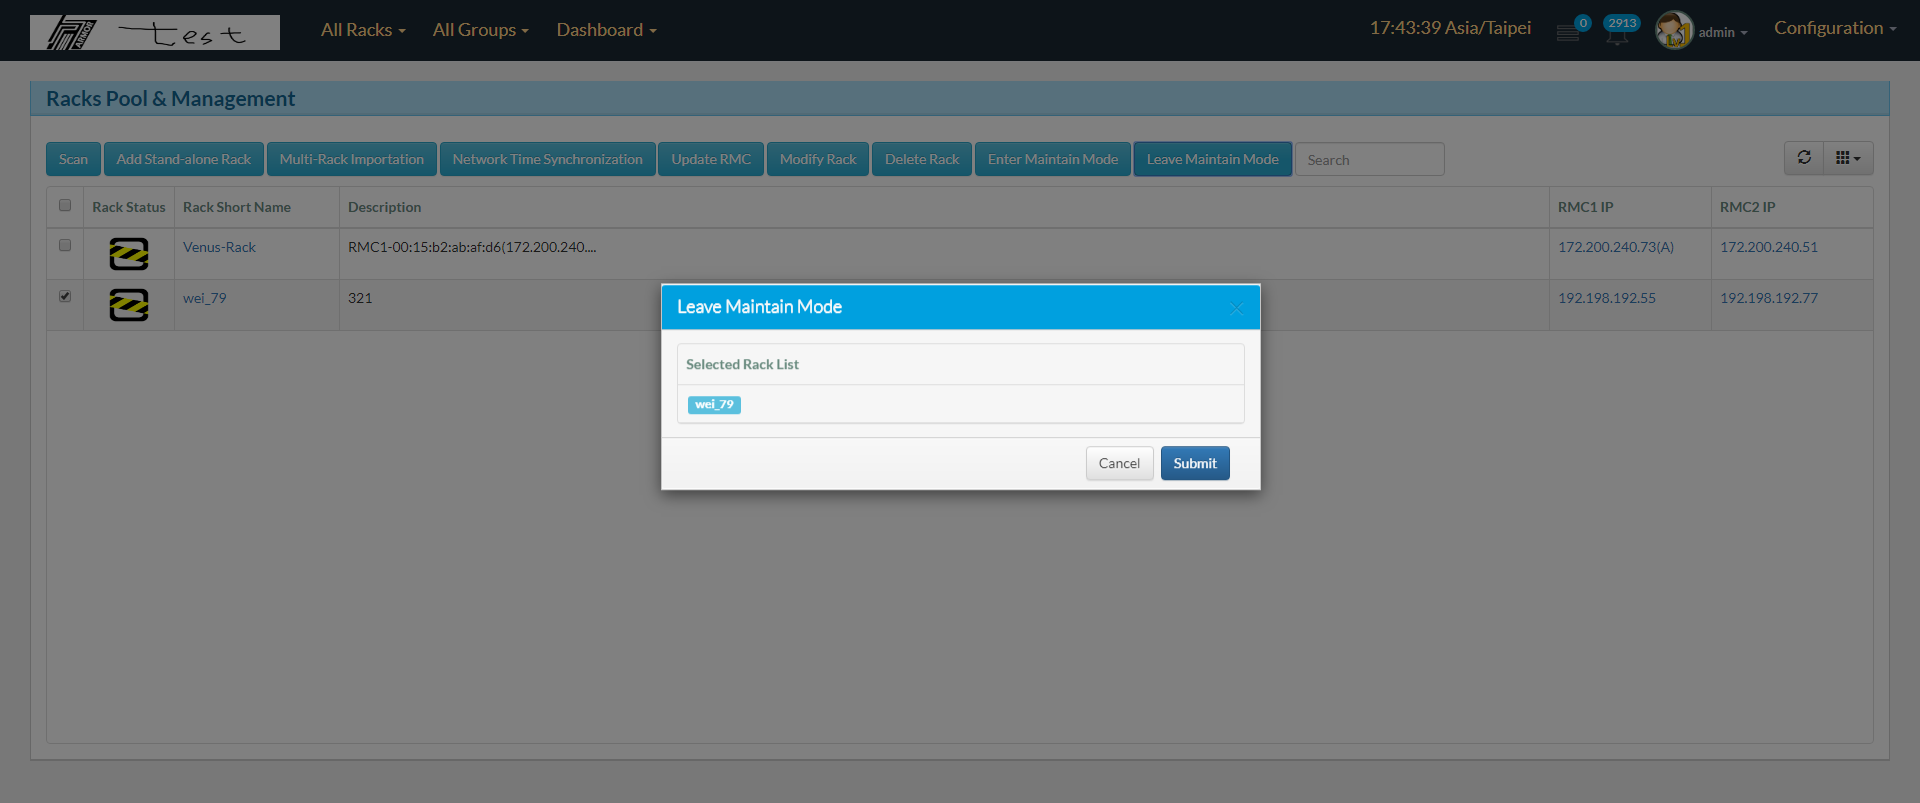 ARMOR test All Racks All Groups Dashboard 17:43:39 Asia/Taipei 0 2913 admin Configuration
Racks Pool & Management
Scan Add Stand-alone Rack Multi-Rack Importation Network Time Synchronization Update RMC Modify Rack Delete Rack Enter Maintain Mode Leave Maintain Mode Search
Rack Status Rack Short Name Description RMC1 IP RMC2 IP
Venus-Rack RMC1-00:15:b2:ab:af:d6(172.200.240.... 172.200.240.73(A) 172.200.240.51
wei_79 321 192.198.192.55 192.198.192.77
Leave Maintain Mode
Selected Rack List
wei_79
Cancel Submit